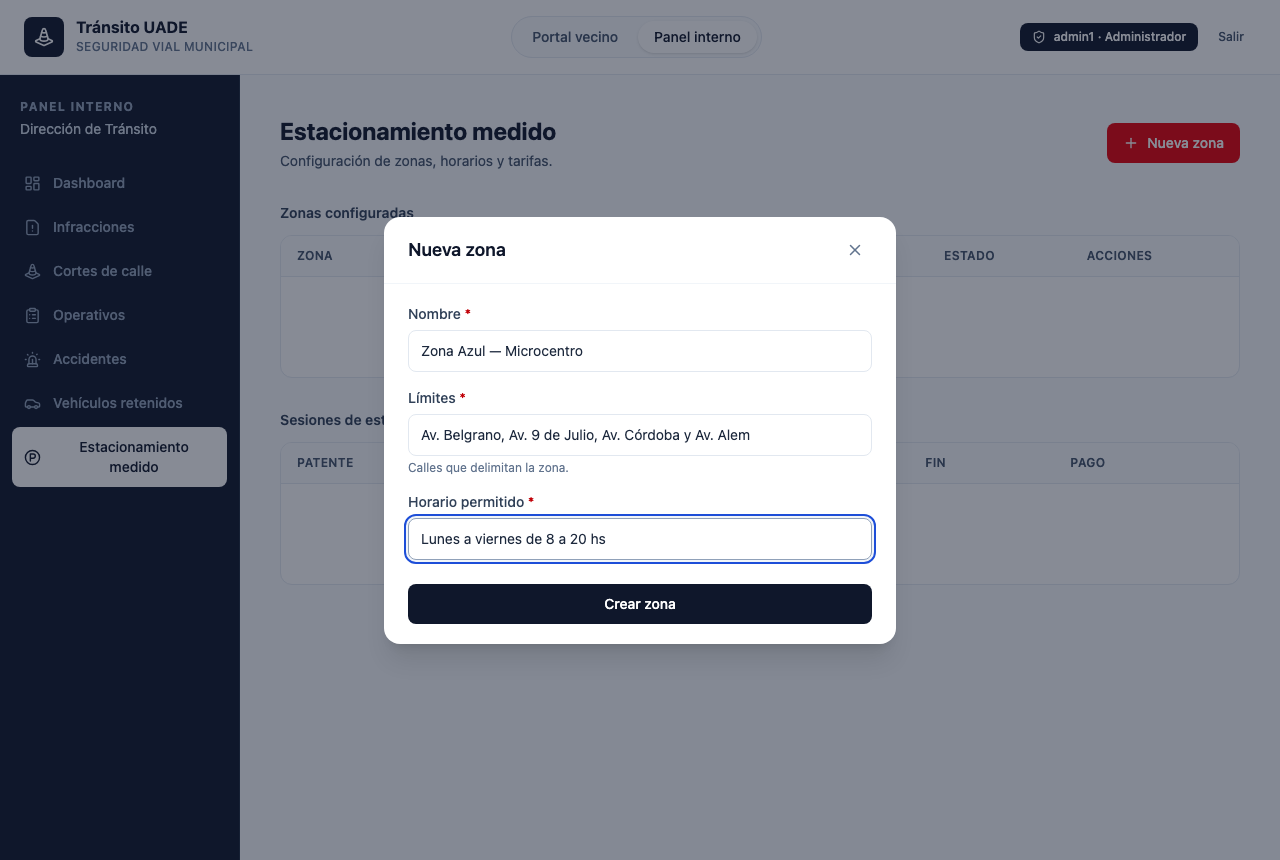 Tránsito UADE
SEGURIDAD VIAL MUNICIPAL
Portal vecino
Panel interno
admin1 · Administrador
Salir
PANEL INTERNO
Dirección de Tránsito
Dashboard
Infracciones
Cortes de calle
Operativos
Accidentes
Vehículos retenidos
Estacionamiento
medido
Estacionamiento medido
Configuración de zonas, horarios y tarifas.
Nueva zona
Zonas configuradas
ZONA
ESTADO
ACCIONES
Sesiones de est
PATENTE
FIN
PAGO
Nueva zona
Nombre *
Zona Azul — Microcentro
Límites *
Av. Belgrano, Av. 9 de Julio, Av. Córdoba y Av. Alem
Calles que delimitan la zona.
Horario permitido *
Lunes a viernes de 8 a 20 hs
Crear zona